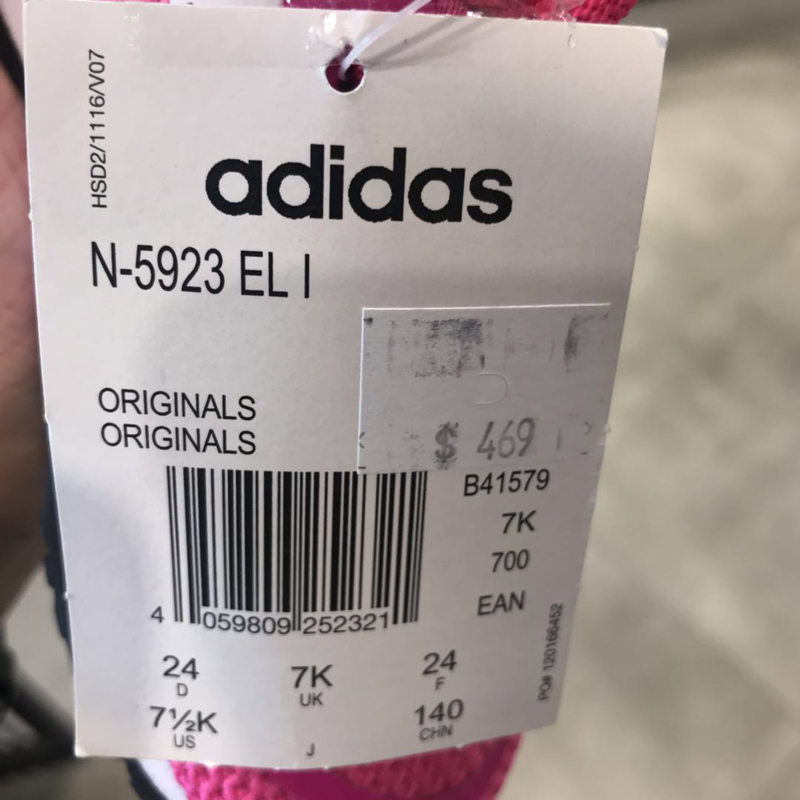 HSD2/1116/V07
adidas
N-5923 EL I
$ 469
ORIGINALS
ORIGINALS
B41579
7K
700
EAN
4 059809 252321
24
D
7K
UK
24
F
7½K
US
J
140
CHN
PO# 120166452